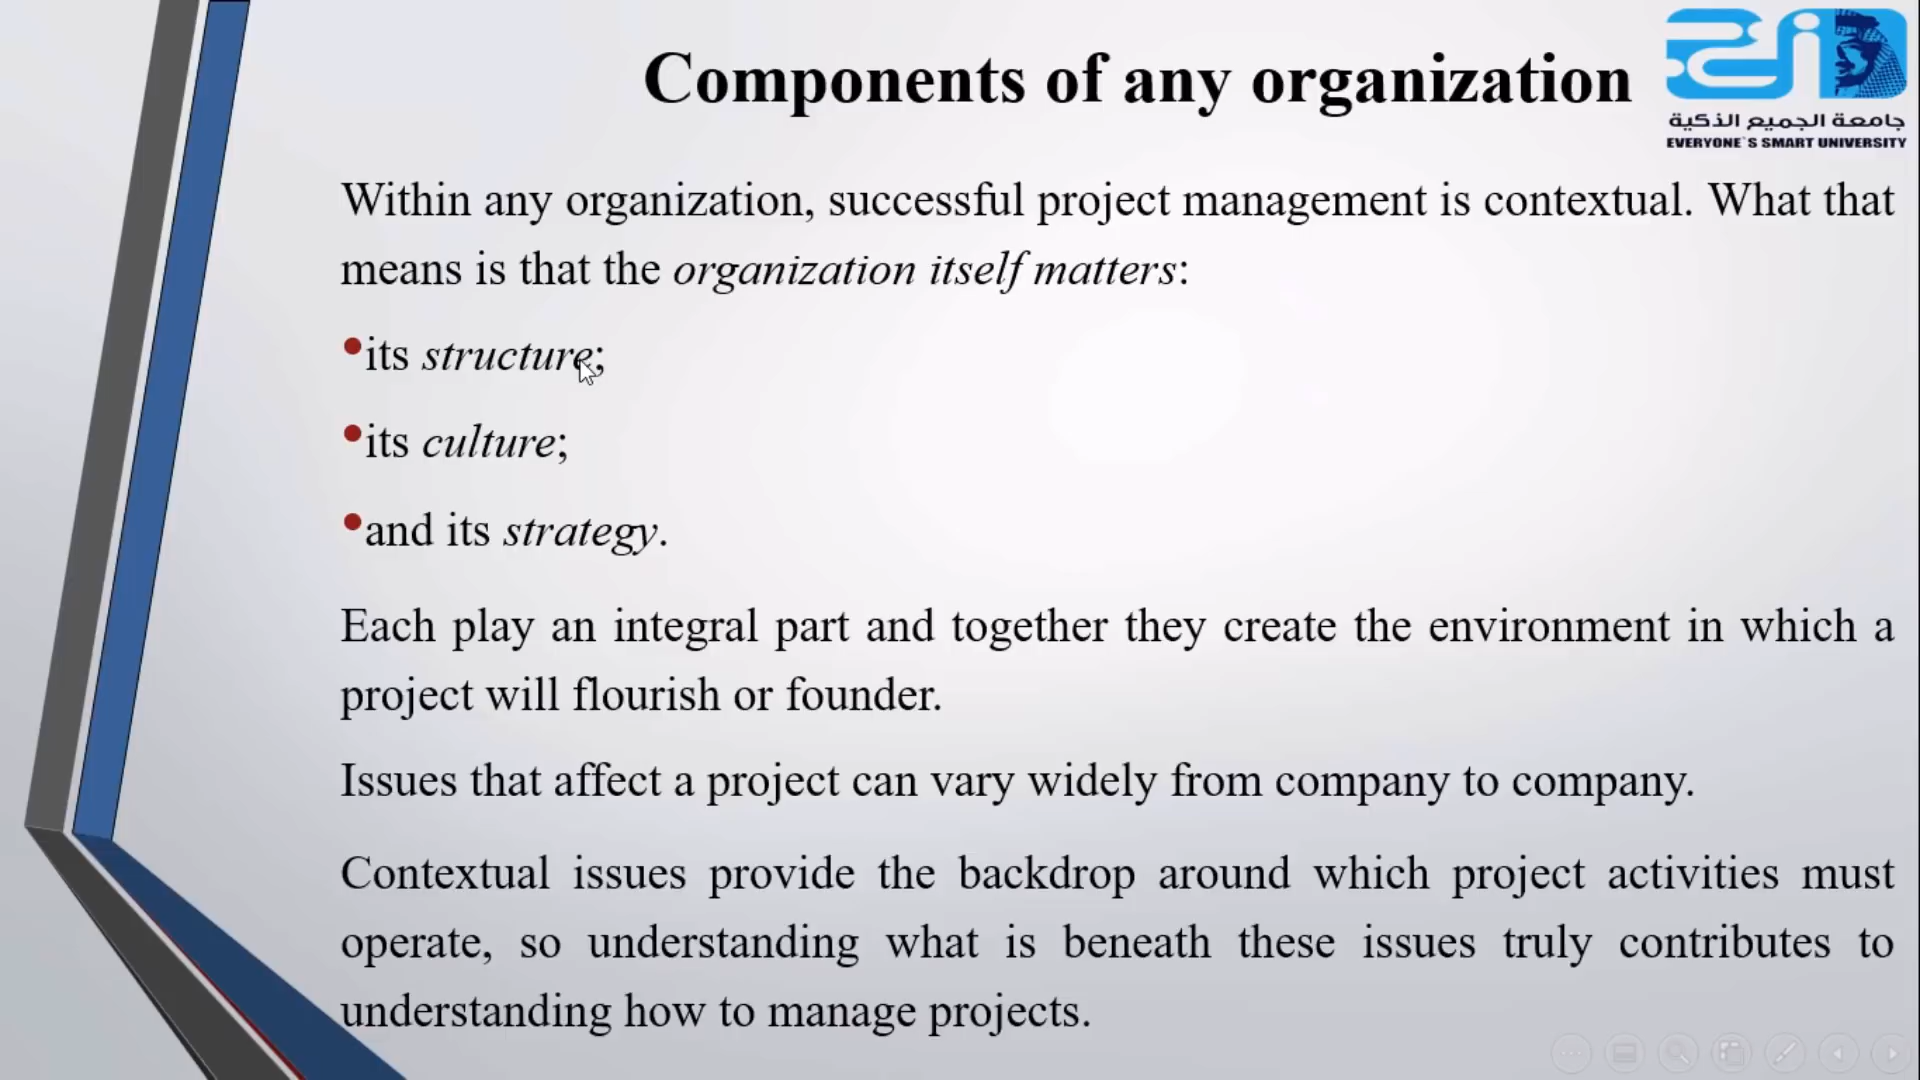 Components of any organization
جامعة الجميع الذكية
EVERYONE`S SMART UNIVERSITY
Within any organization, successful project management is contextual. What that
means is that the organization itself matters:
•its structure;
•its culture;
•and its strategy.
Each play an integral part and together they create the environment in which a
project will flourish or founder.
Issues that affect a project can vary widely from company to company.
Contextual issues provide the backdrop around which project activities must
operate, so understanding what is beneath these issues truly contributes to
understanding how to manage projects.